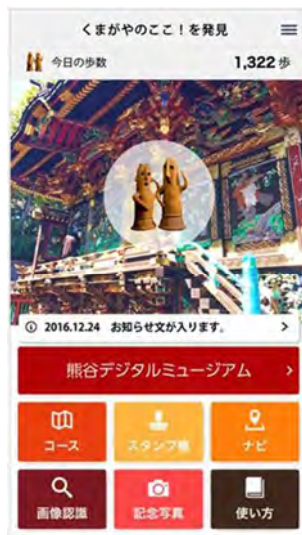 くまがやのここ！を発見
今日の歩数 1,322 歩
2016.12.24 お知らせ文が入ります。
熊谷デジタルミュージアム
コース スタンプ帳 ナビ
画像認識 記念写真 使い方